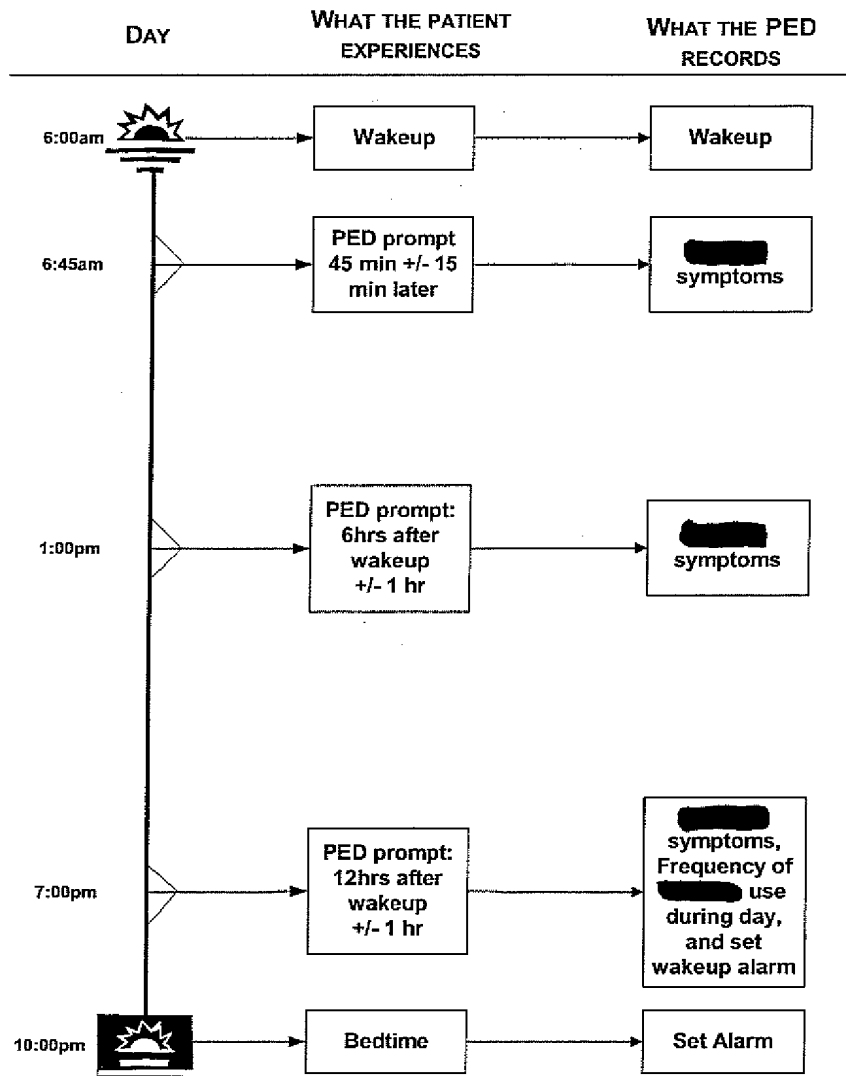 DAY
WHAT THE PATIENT
EXPERIENCES
WHAT THE PED
RECORDS
6:00am
Wakeup
Wakeup
6:45am
PED prompt
45 min +/- 15
min later
symptoms
1:00pm
PED prompt:
6hrs after
wakeup
+/- 1 hr
symptoms
7:00pm
PED prompt:
12hrs after
wakeup
+/- 1 hr
symptoms,
Frequency of
use
during day,
and set
wakeup alarm
10:00pm
Bedtime
Set Alarm